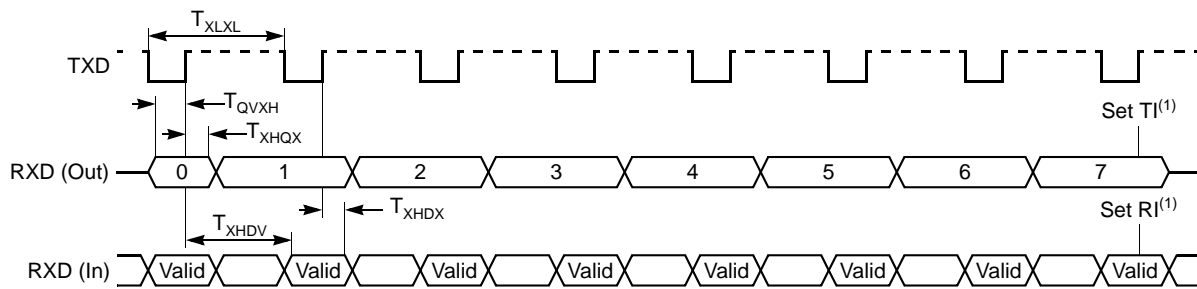 TXLXL
TXD
TQVXH
Set TI(1)
TXHQX
RXD (Out) 0 1 2 3 4 5 6 7
TXHDX
Set RI(1)
TXHDV
RXD (In) Valid Valid Valid Valid Valid Valid Valid Valid